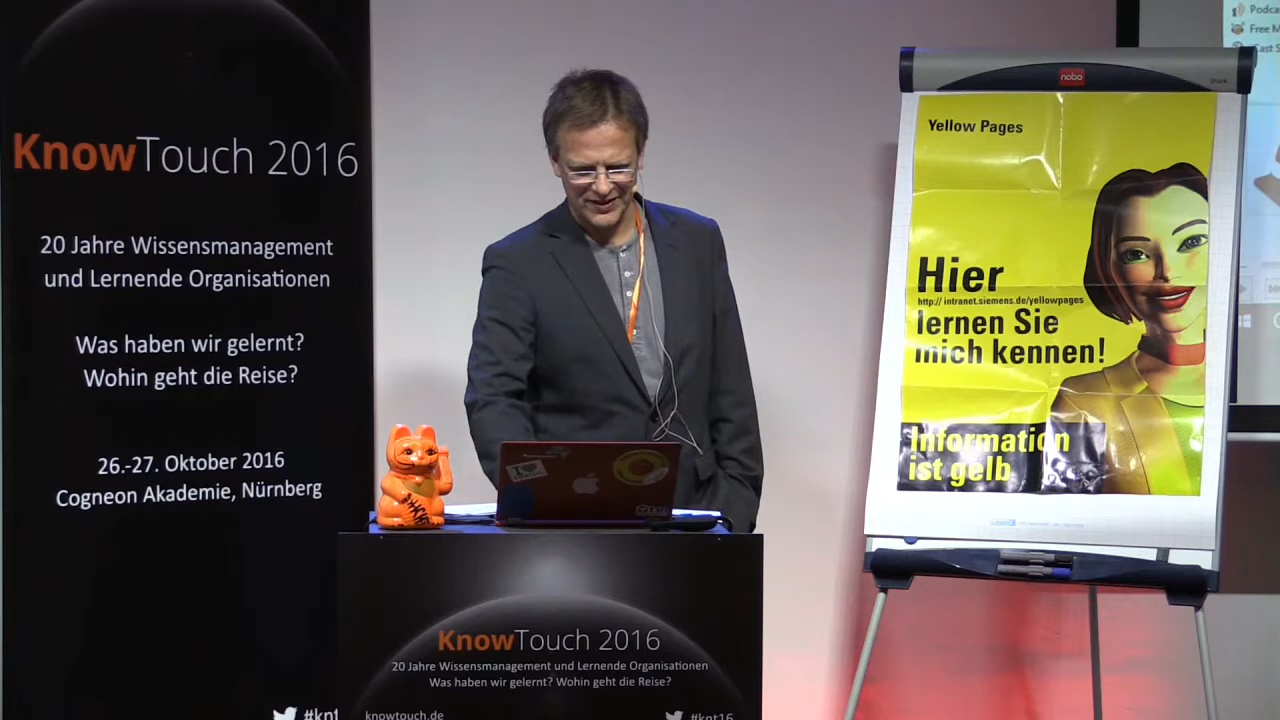 KnowTouch 2016
20 Jahre Wissensmanagement
und Lernende Organisationen
Was haben wir gelernt?
Wohin geht die Reise?
26.-27. Oktober 2016
Cogneon Akademie, Nürnberg
#knt
KnowTouch 2016
20 Jahre Wissensmanagement und Lernende Organisationen
Was haben wir gelernt? Wohin geht die Reise?
knowtouch.de
#knt16
nobo
Yellow Pages
Hier
http:// intranet.siemens.de/yellowpages
lernen Sie
mich kennen!
Information
ist gelb
Free M